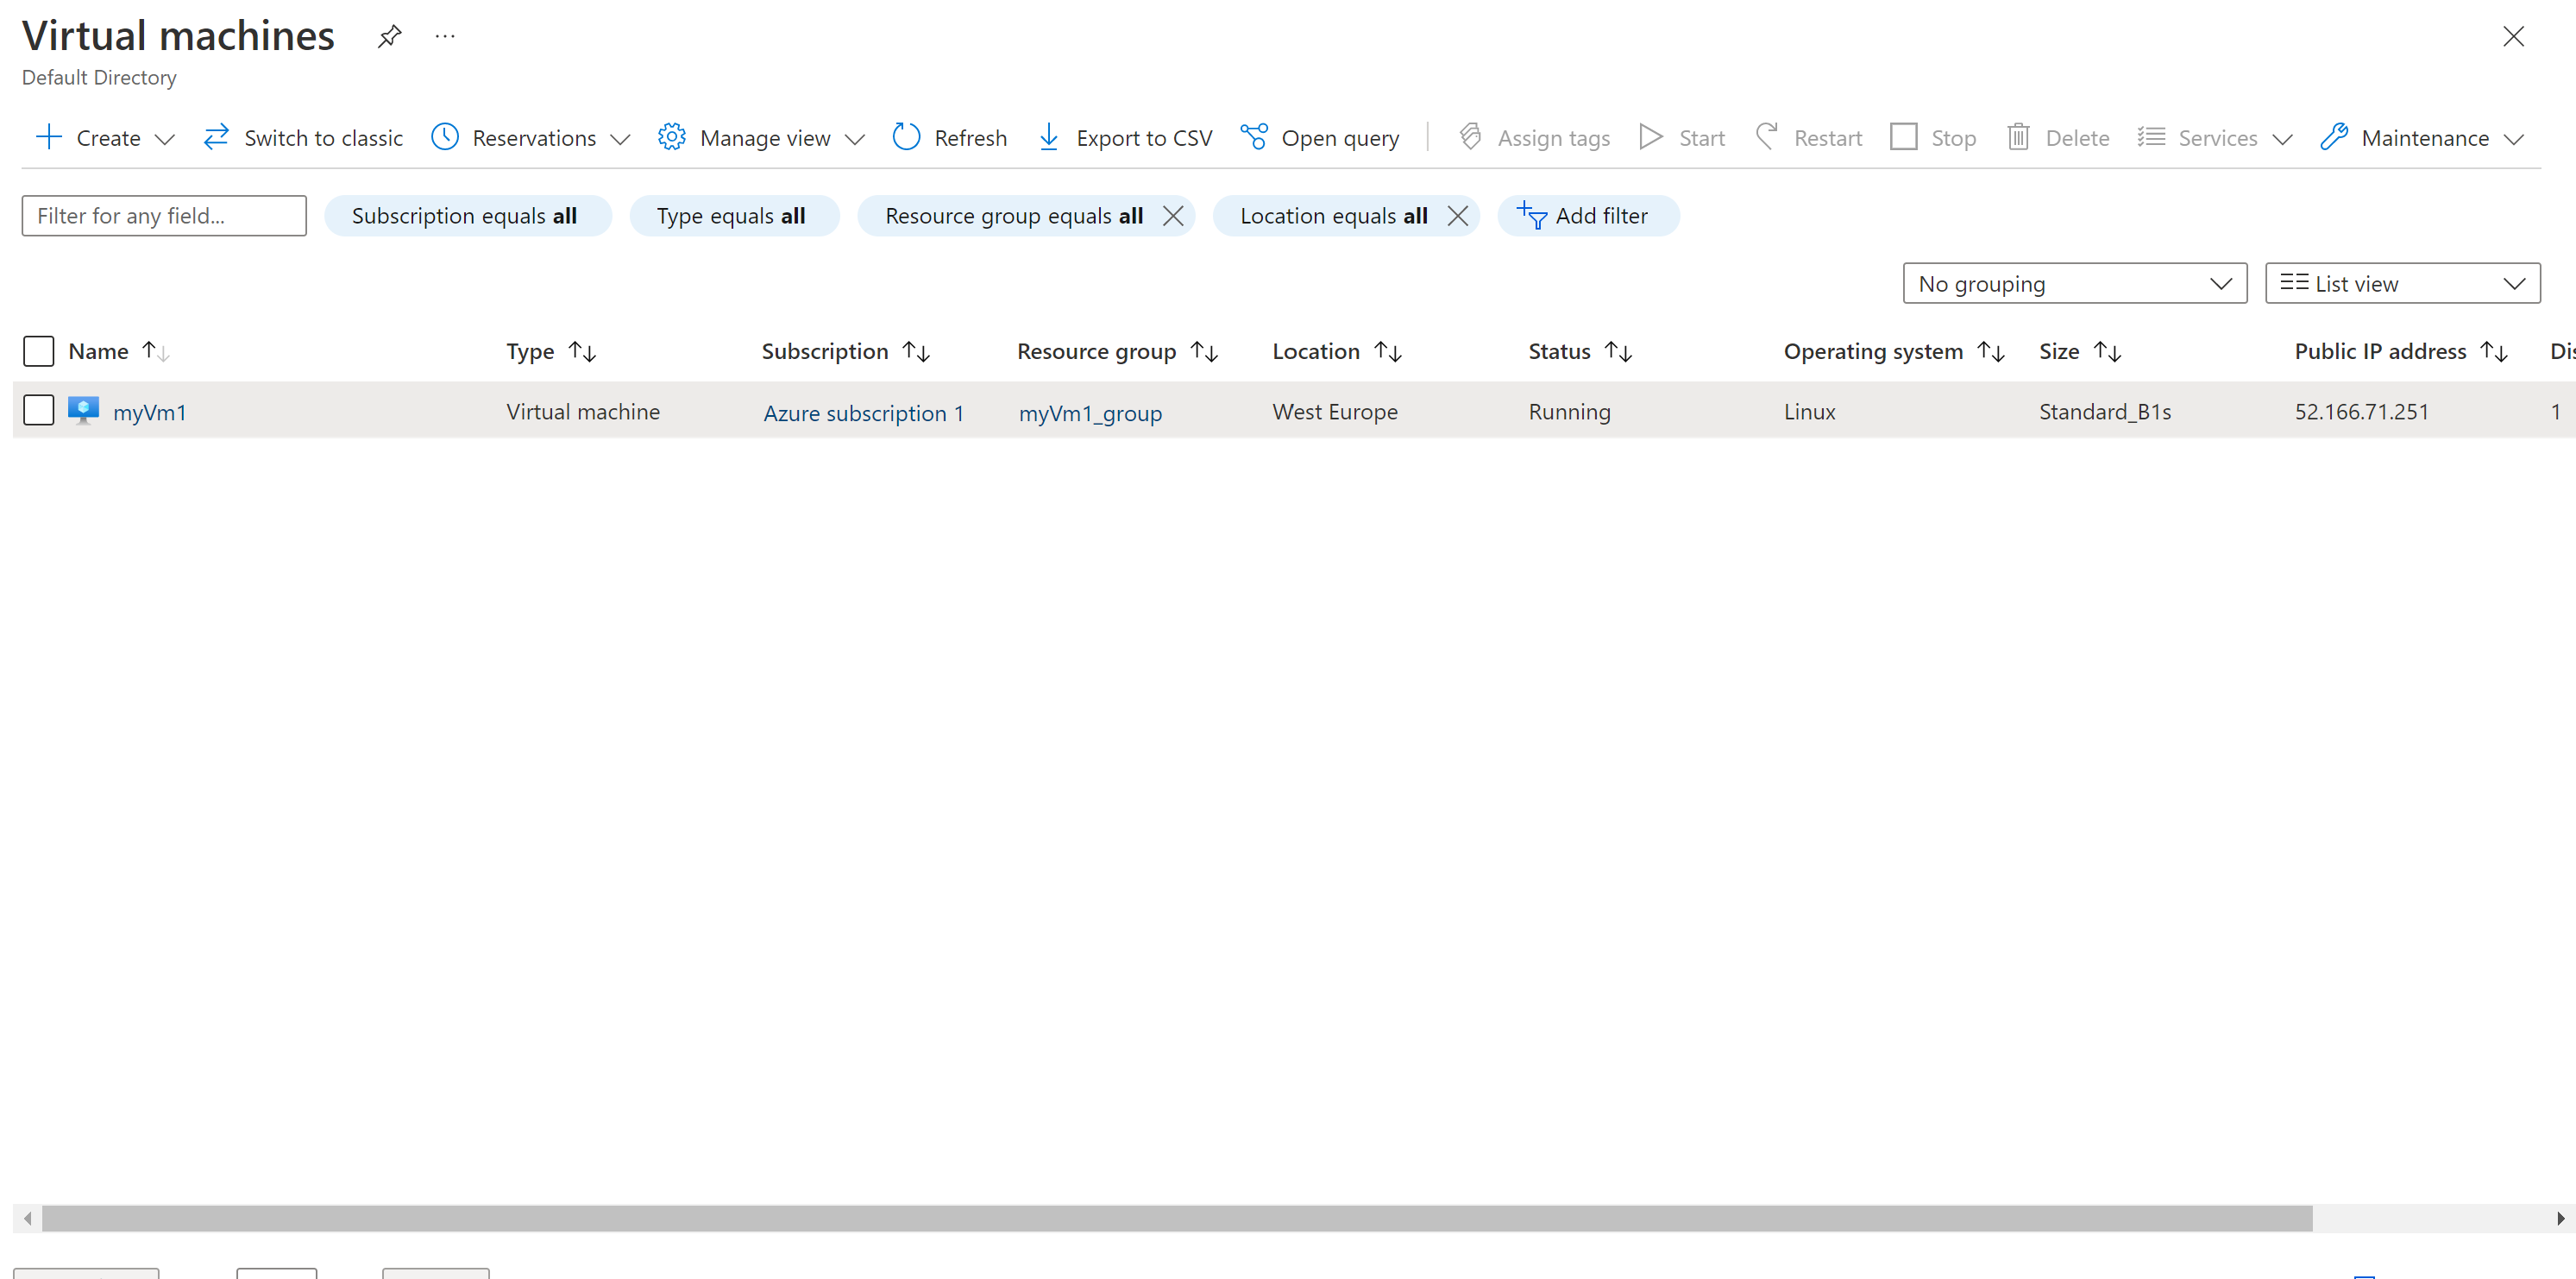 Virtual machines
Default Directory
Create Switch to classic Reservations Manage view Refresh Export to CSV Open query Assign tags Start Restart Stop Delete Services Maintenance
Filter for any field... Subscription equals all Type equals all Resource group equals all Location equals all Add filter
No grouping List view
Name Type Subscription Resource group Location Status Operating system Size Public IP address
myVm1 Virtual machine Azure subscription 1 myVm1_group West Europe Running Linux Standard_B1s 52.166.71.251 1